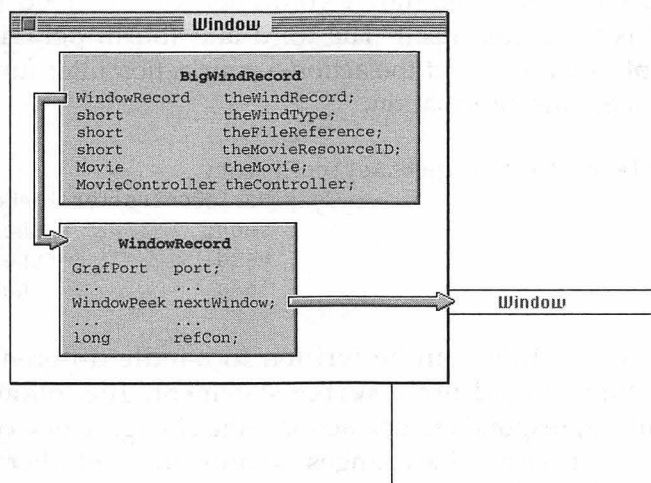 Window
BigWindRecord
WindowRecord theWindRecord;
short theWindType;
short theFileReference;
short theMovieResourceID;
Movie theMovie;
MovieController theController;
WindowRecord
GrafPort port;
... ...
WindowPeek nextWindow;
... ...
long refCon;
Window